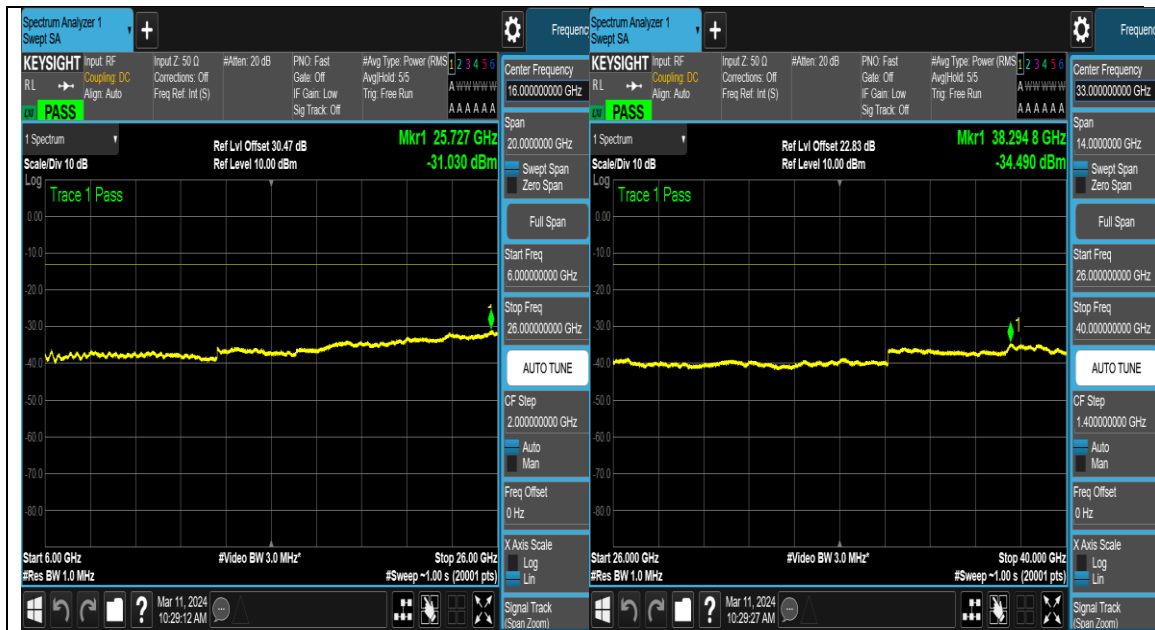 Spectrum Analyzer 1
Swept SA
+
Frequenc
KEYSIGHT
RL
Input: RF
Coupling: DC
Align: Auto
Input Z: 50 Ω
Corrections: Off
Freq Ref: Int (S)
#Atten: 20 dB
PNO: Fast
Gate: Off
IF Gain: Low
Sig Track: Off
#Avg Type: Power (RMS
Avg|Hold: 5/5
Trig: Free Run
1 2 3 4 5 6
A W W W W W
A A A A A A
PASS
1 Spectrum
Scale/Div 10 dB
Log
Ref Lvl Offset 30.47 dB
Ref Level 10.00 dBm
Mkr1 25.727 GHz
-31.030 dBm
Trace 1 Pass
0.00
-10.0
-20.0
-30.0
-40.0
-50.0
-60.0
-70.0
-80.0
1
Start 6.00 GHz
#Res BW 1.0 MHz
#Video BW 3.0 MHz*
Stop 26.00 GHz
#Sweep ~1.00 s (20001 pts)
Center Frequency
16.000000000 GHz
Span
20.0000000 GHz
Swept Span
Zero Span
Full Span
Start Freq
6.000000000 GHz
Stop Freq
26.000000000 GHz
AUTO TUNE
CF Step
2.000000000 GHz
Auto
Man
Freq Offset
0 Hz
X Axis Scale
Log
Lin
Signal Track
(Span Zoom)
?
Mar 11, 2024
10:29:12 AM
Spectrum Analyzer 1
Swept SA
+
Frequenc
KEYSIGHT
RL
Input: RF
Coupling: DC
Align: Auto
Input Z: 50 Ω
Corrections: Off
Freq Ref: Int (S)
#Atten: 20 dB
PNO: Fast
Gate: Off
IF Gain: Low
Sig Track: Off
#Avg Type: Power (RMS
Avg|Hold: 5/5
Trig: Free Run
1 2 3 4 5 6
A W W W W W
A A A A A A
PASS
1 Spectrum
Scale/Div 10 dB
Log
Ref Lvl Offset 22.83 dB
Ref Level 10.00 dBm
Mkr1 38.294 8 GHz
-34.490 dBm
Trace 1 Pass
0.00
-10.0
-20.0
-30.0
-40.0
-50.0
-60.0
-70.0
-80.0
1
Start 26.000 GHz
#Res BW 1.0 MHz
#Video BW 3.0 MHz*
Stop 40.000 GHz
#Sweep ~1.00 s (20001 pts)
Center Frequency
33.000000000 GHz
Span
14.0000000 GHz
Swept Span
Zero Span
Full Span
Start Freq
26.000000000 GHz
Stop Freq
40.000000000 GHz
AUTO TUNE
CF Step
1.400000000 GHz
Auto
Man
Freq Offset
0 Hz
X Axis Scale
Log
Lin
Signal Track
(Span Zoom)
?
Mar 11, 2024
10:29:27 AM